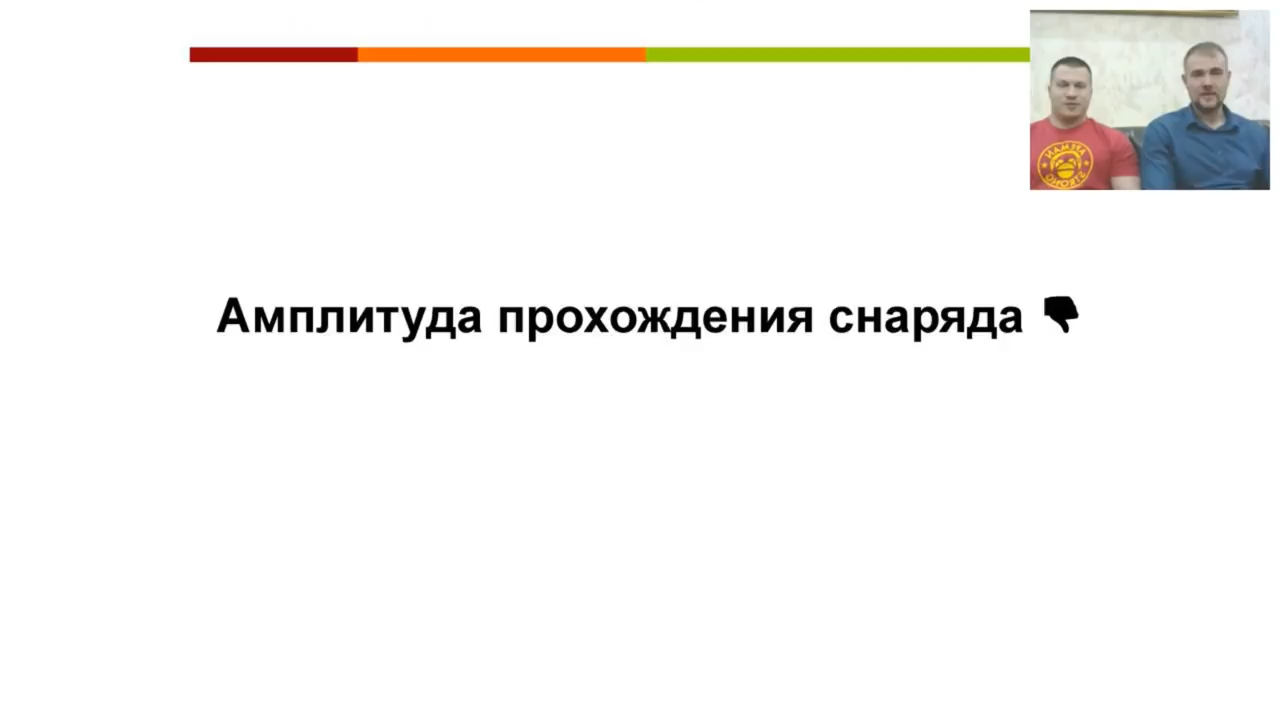 Амплитуда прохождения снаряда 👎